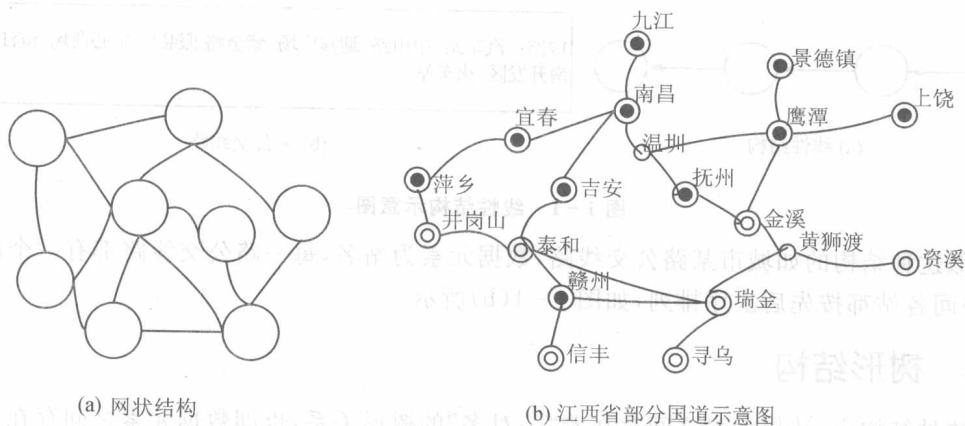 九江
景德镇
南昌
上饶
宜春
鹰潭
温圳
萍乡
吉安
抚州
井冈山
金溪
泰和
黄狮渡
资溪
赣州
瑞金
信丰
寻乌
(a) 网状结构
(b) 江西省部分国道示意图